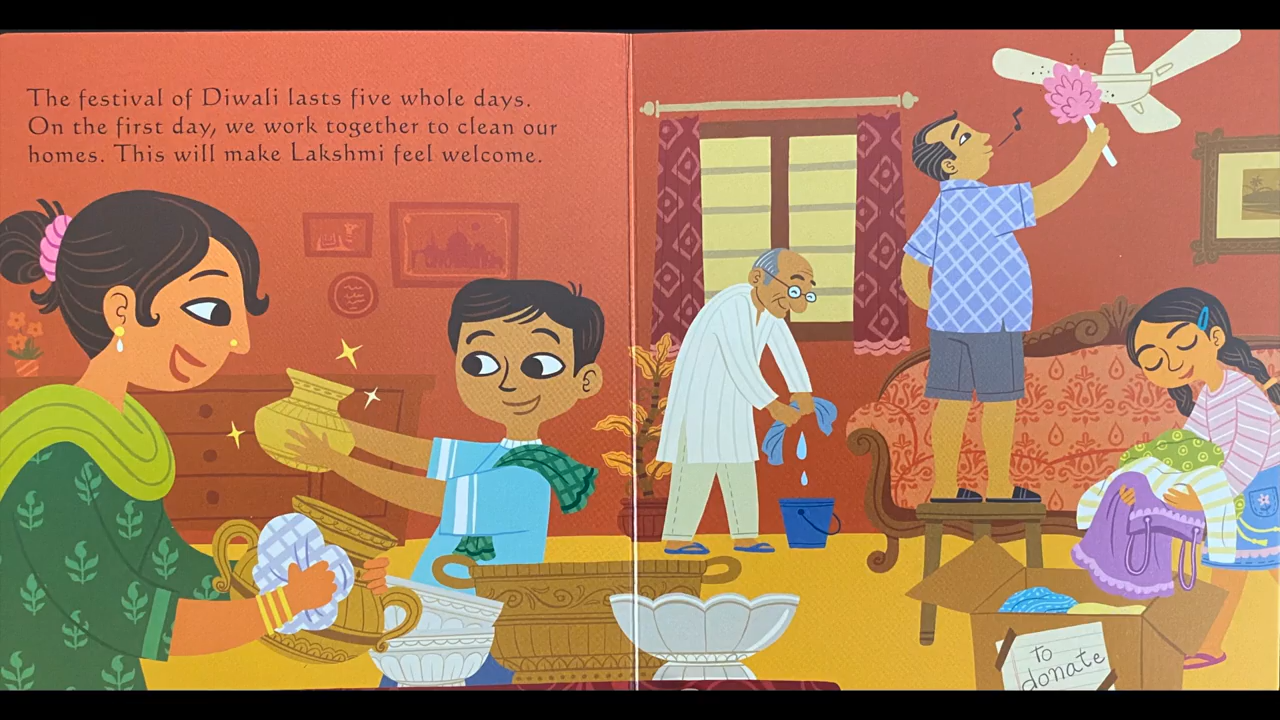 The festival of Diwali lasts five whole days.
On the first day, we work together to clean our
homes. This will make Lakshmi feel welcome.
To
donate